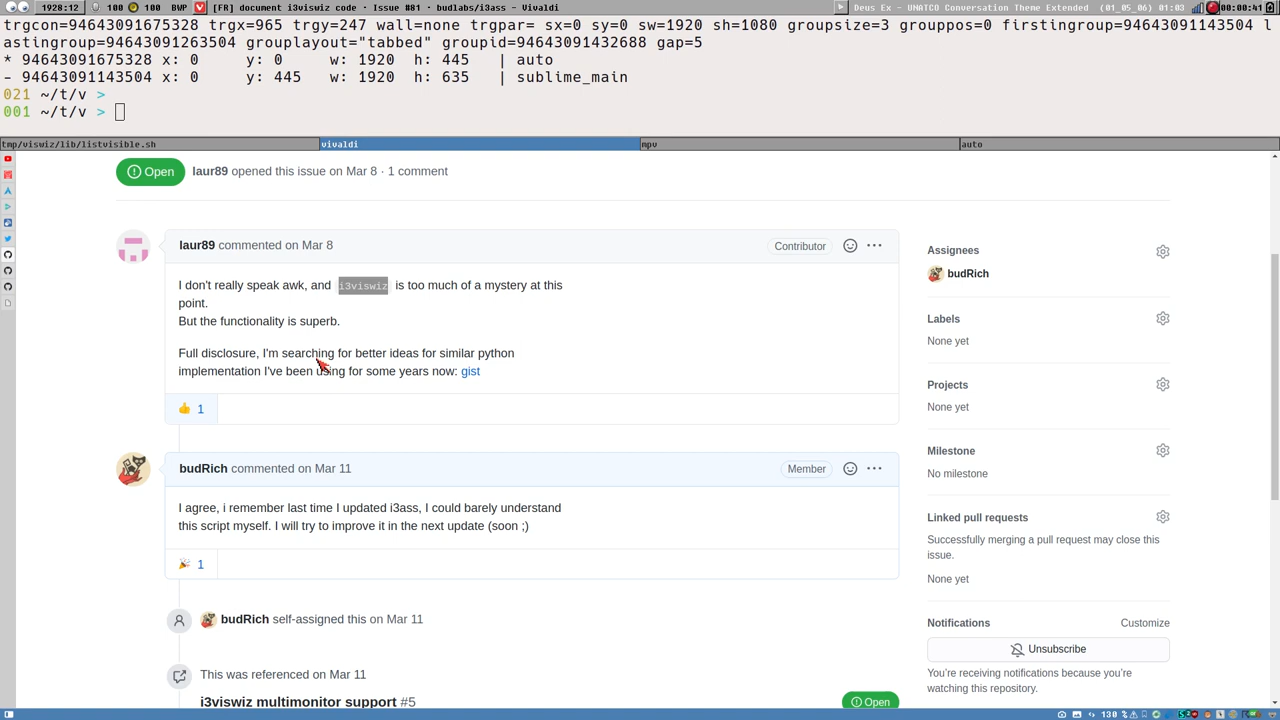 1928:12 100 100 BWP [FR] document i3viswiz code · Issue #81 · budlabs/i3ass - Vivaldi
Deus Ex - UNATCO Conversation Theme Extended (01_05_06) 01:03 00:00:41
trgcon=94643091675328 trgx=965 trgy=247 wall=none trgpar= sx=0 sy=0 sw=1920 sh=1080 groupsize=3 grouppos=0 firstingroup=94643091143504 l
astingroup=94643091263504 grouplayout="tabbed" groupid=94643091432688 gap=5
* 94643091675328 x: 0 y: 0 w: 1920 h: 445 | auto
- 94643091143504 x: 0 y: 445 w: 1920 h: 635 | sublime_main
021 ~/t/v >
001 ~/t/v >
tmp/viswiz/lib/listvisible.sh vivaldi mpv auto
Open laur89 opened this issue on Mar 8 · 1 comment
laur89 commented on Mar 8 Contributor
I don't really speak awk, and i3viswiz is too much of a mystery at this
point.
But the functionality is superb.
Full disclosure, I'm searching for better ideas for similar python
implementation I've been using for some years now: gist
👍 1
budRich commented on Mar 11 Member
I agree, i remember last time I updated i3ass, I could barely understand
this script myself. I will try to improve it in the next update (soon ;)
🎉 1
budRich self-assigned this on Mar 11
This was referenced on Mar 11
i3viswiz multimonitor support #5 Open
Assignees
budRich
Labels
None yet
Projects
None yet
Milestone
No milestone
Linked pull requests
Successfully merging a pull request may close this
issue.
None yet
Notifications Customize
Unsubscribe
You're receiving notifications because you're
watching this repository.
130 %